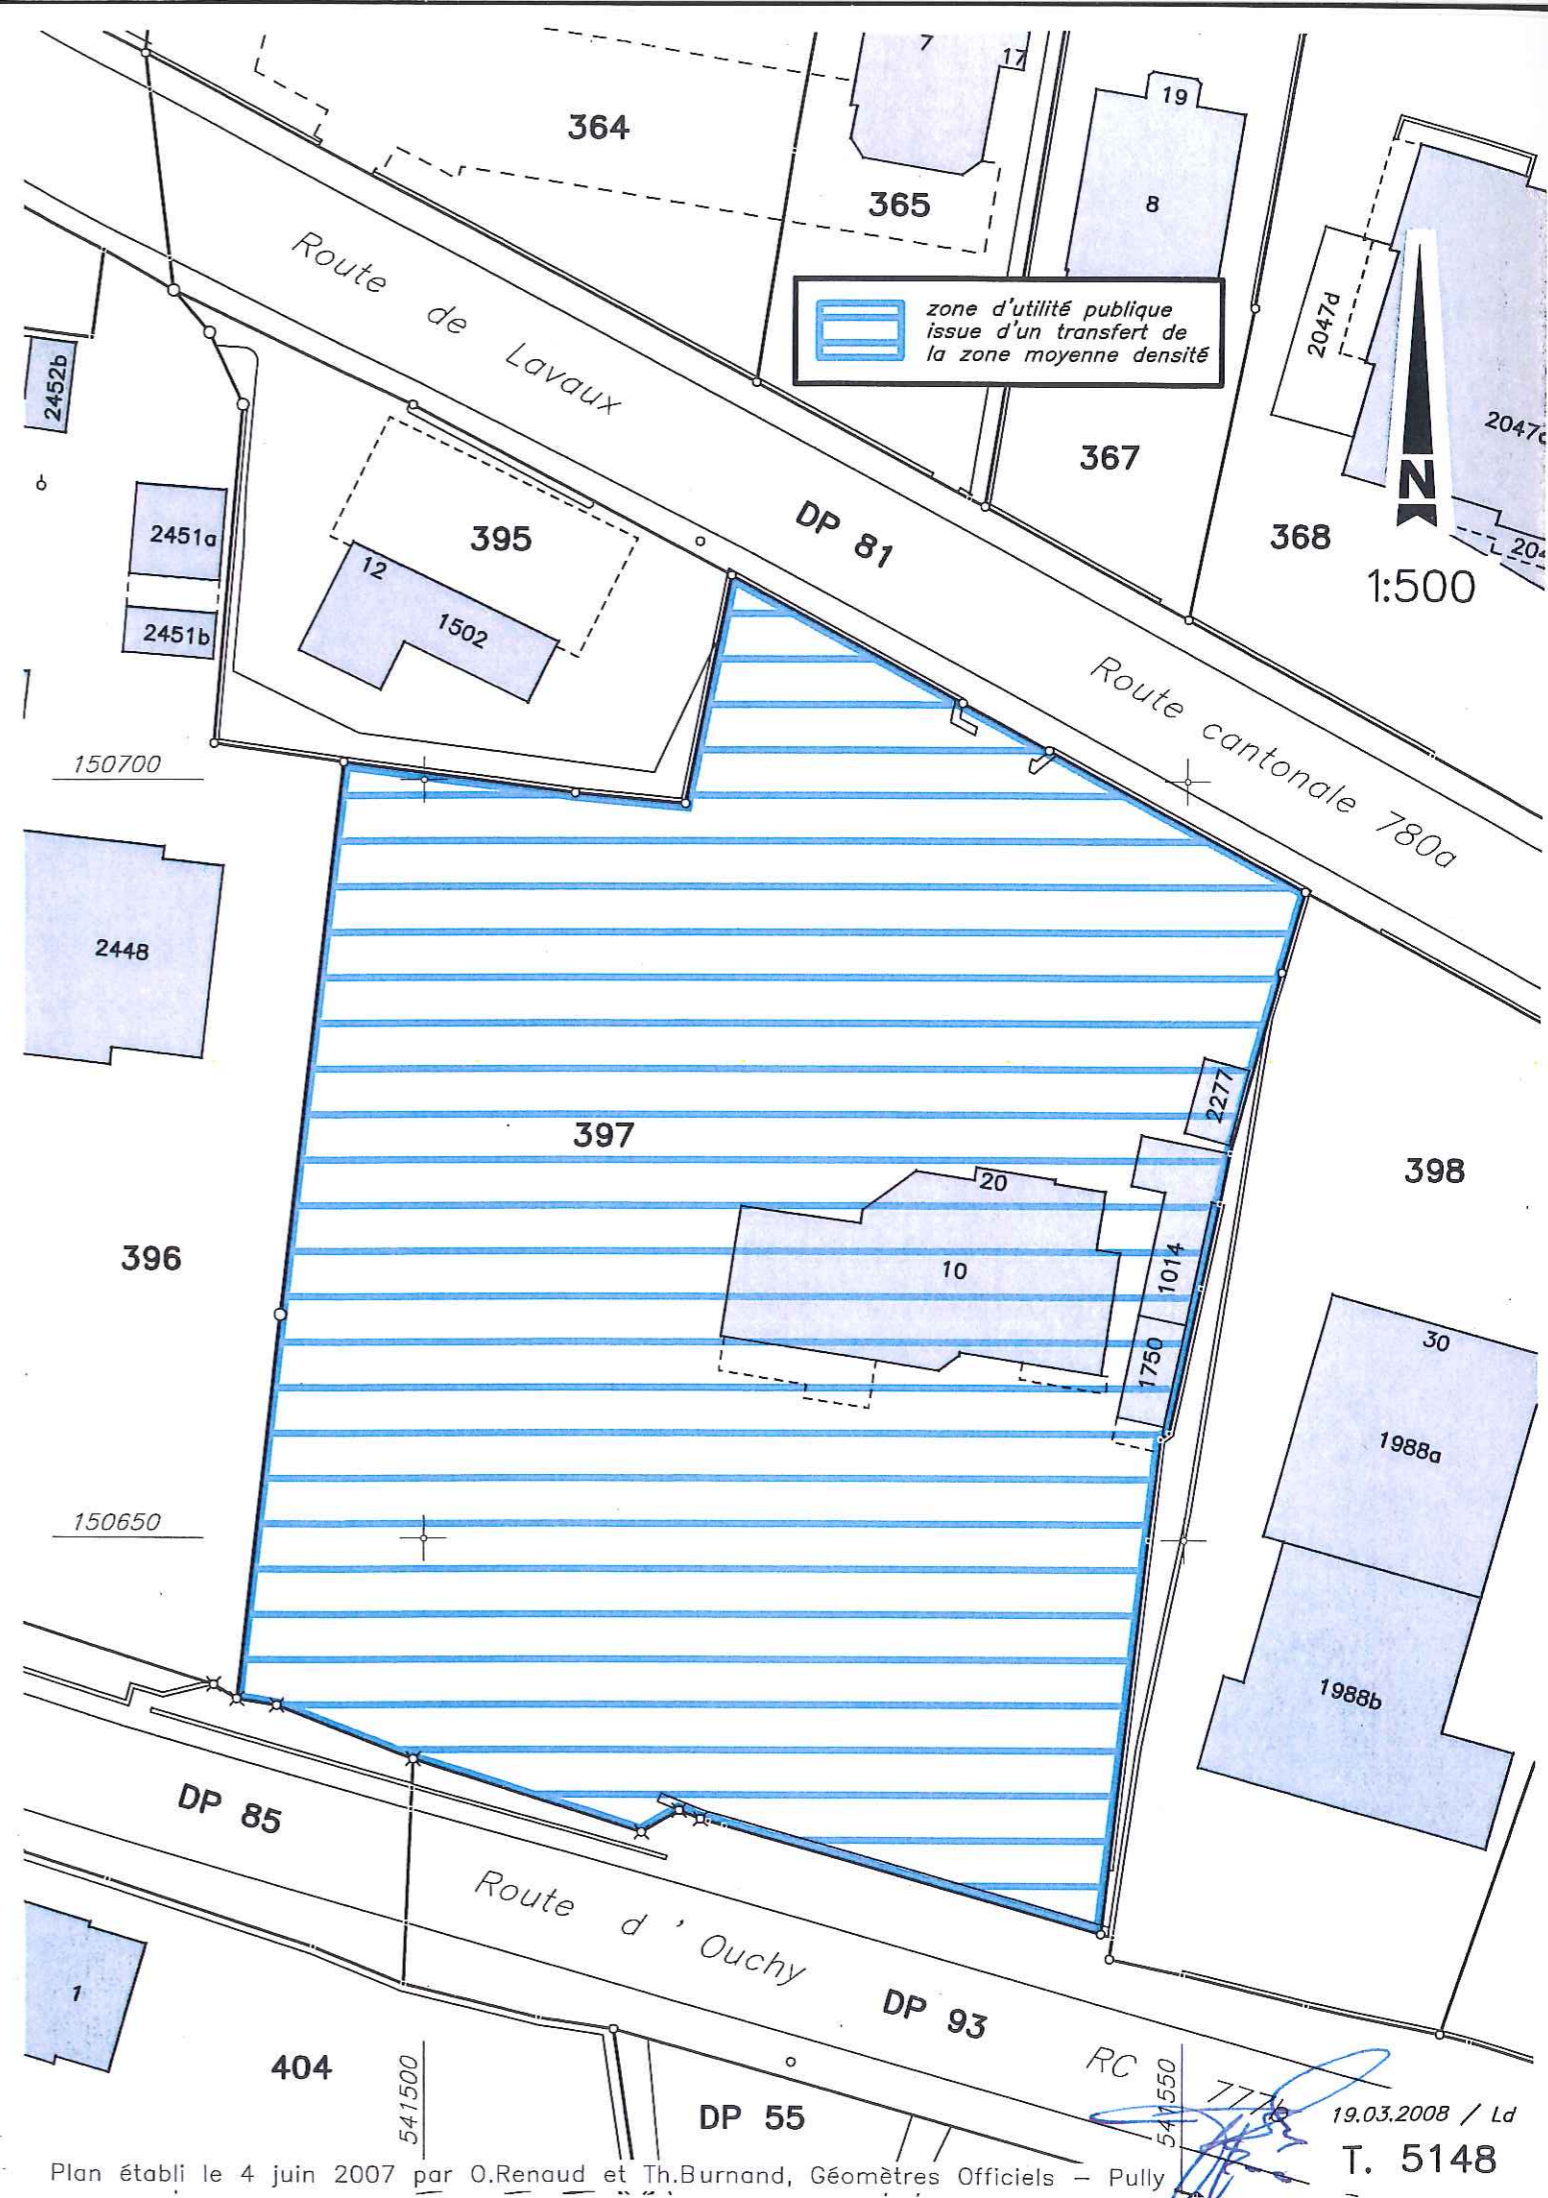 7
17
19
364
365
8
Route de Lavaux
zone d'utilité publique
issue d'un transfert de
la zone moyenne densité
2047d
2452b
367
368
N
1:500
DP 81
395
2451a
12
1502
2451b
Route cantonale 780a
150700
2448
2277
397
398
20
396
10
1014
1750
30
1988a
150650
1988b
DP 85
Route d'Ouchy
DP 93
1
RC
404
541500
541550
DP 55
19.03.2008 / Ld
T. 5148
Plan établi le 4 juin 2007 par O.Renaud et Th.Burnand, Géomètres Officiels – Pully